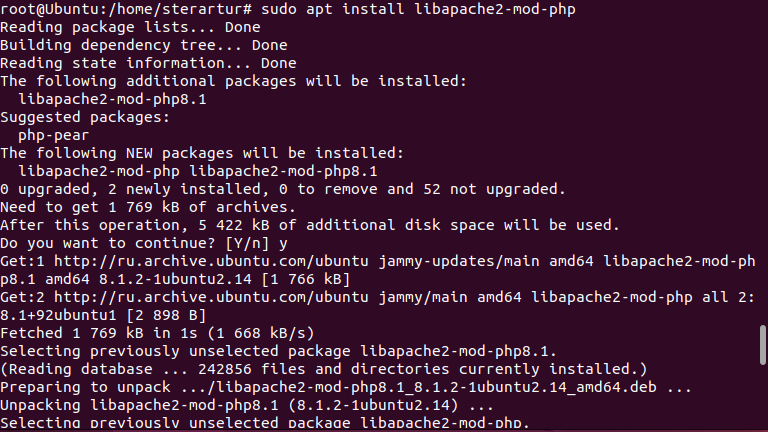 root@Ubuntu:/home/sterartur# sudo apt install libapache2-mod-php
Reading package lists... Done
Building dependency tree... Done
Reading state information... Done
The following additional packages will be installed:
  libapache2-mod-php8.1
Suggested packages:
  php-pear
The following NEW packages will be installed:
  libapache2-mod-php libapache2-mod-php8.1
0 upgraded, 2 newly installed, 0 to remove and 52 not upgraded.
Need to get 1 769 kB of archives.
After this operation, 5 422 kB of additional disk space will be used.
Do you want to continue? [Y/n] y
Get:1 http://ru.archive.ubuntu.com/ubuntu jammy-updates/main amd64 libapache2-mod-ph
p8.1 amd64 8.1.2-1ubuntu2.14 [1 766 kB]
Get:2 http://ru.archive.ubuntu.com/ubuntu jammy/main amd64 libapache2-mod-php all 2:
8.1+92ubuntu1 [2 898 B]
Fetched 1 769 kB in 1s (1 668 kB/s)
Selecting previously unselected package libapache2-mod-php8.1.
(Reading database ... 242856 files and directories currently installed.)
Preparing to unpack .../libapache2-mod-php8.1_8.1.2-1ubuntu2.14_amd64.deb ...
Unpacking libapache2-mod-php8.1 (8.1.2-1ubuntu2.14) ...
Selecting previously unselected package libapache2-mod-php.